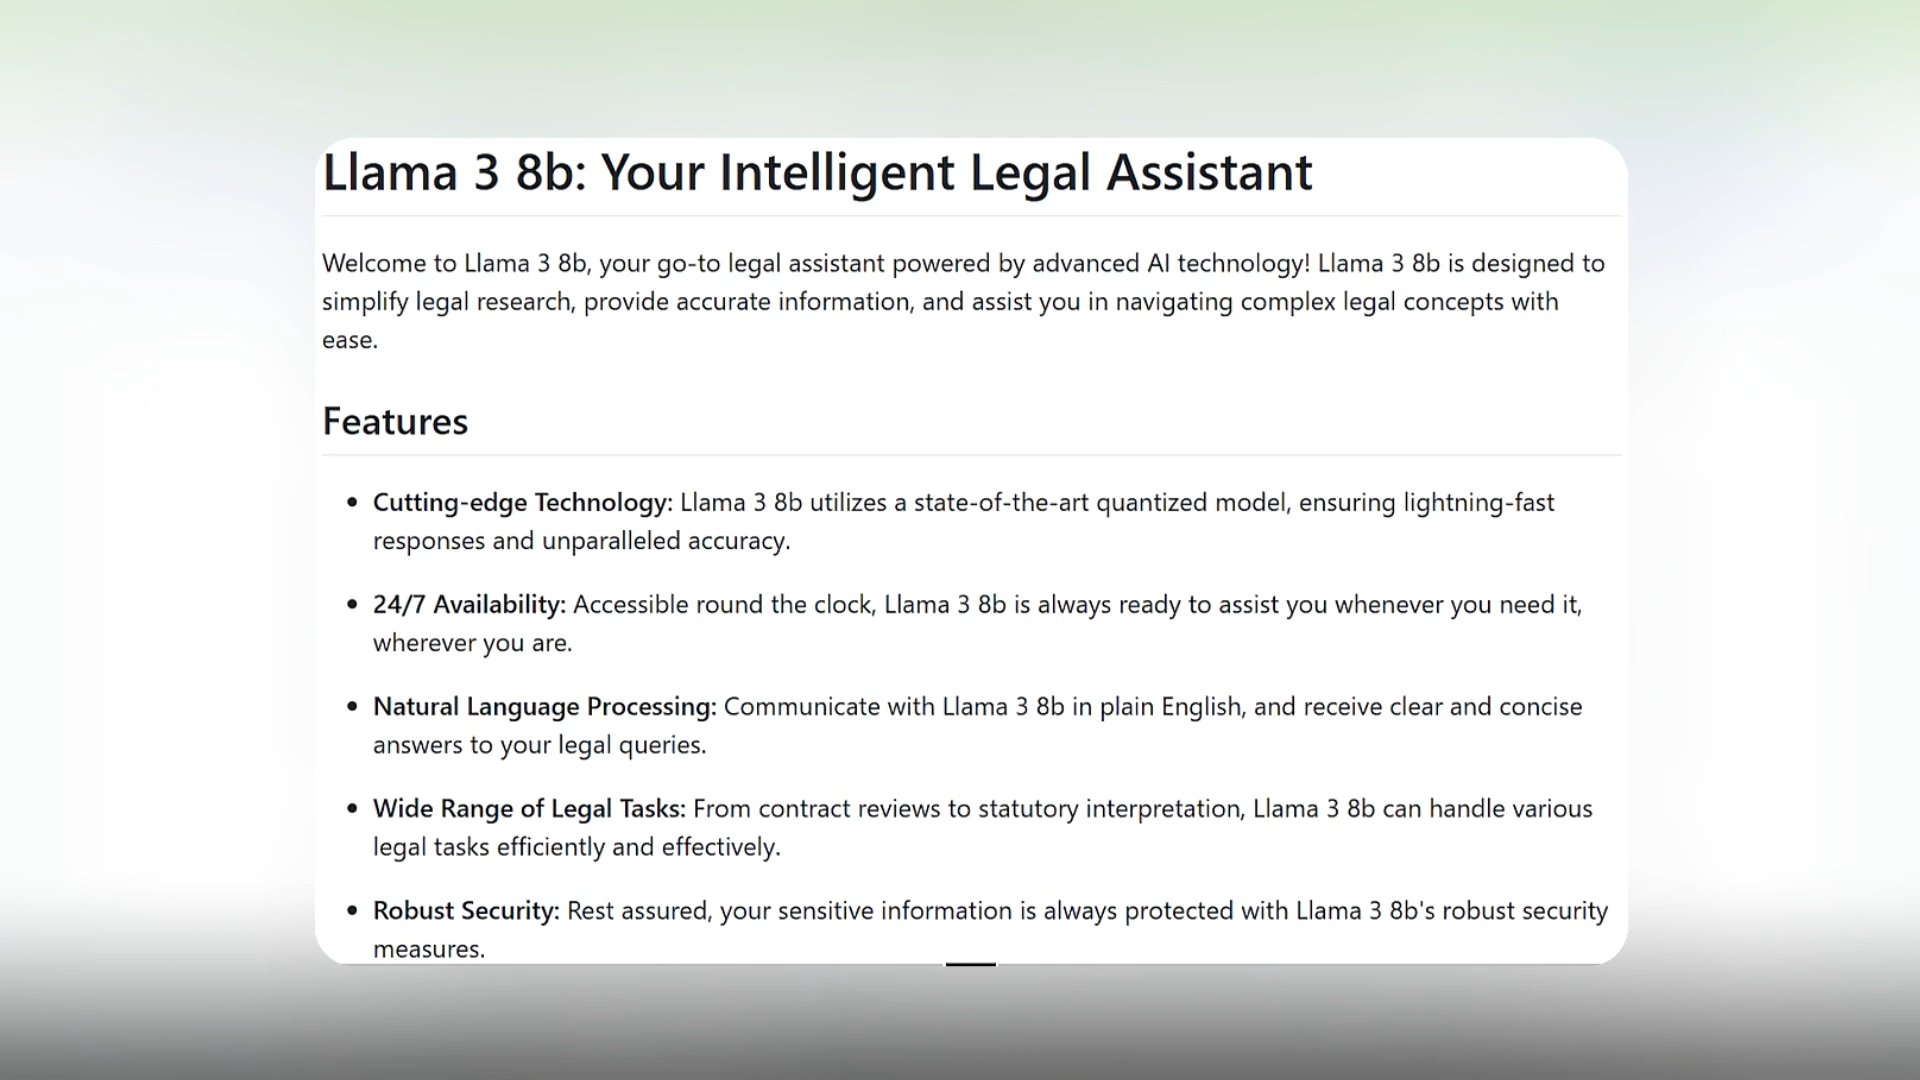 Llama 3 8b: Your Intelligent Legal Assistant
Welcome to Llama 3 8b, your go-to legal assistant powered by advanced AI technology! Llama 3 8b is designed to
simplify legal research, provide accurate information, and assist you in navigating complex legal concepts with
ease.
Features
• Cutting-edge Technology: Llama 3 8b utilizes a state-of-the-art quantized model, ensuring lightning-fast
responses and unparalleled accuracy.
• 24/7 Availability: Accessible round the clock, Llama 3 8b is always ready to assist you whenever you need it,
wherever you are.
• Natural Language Processing: Communicate with Llama 3 8b in plain English, and receive clear and concise
answers to your legal queries.
• Wide Range of Legal Tasks: From contract reviews to statutory interpretation, Llama 3 8b can handle various
legal tasks efficiently and effectively.
• Robust Security: Rest assured, your sensitive information is always protected with Llama 3 8b's robust security
measures.